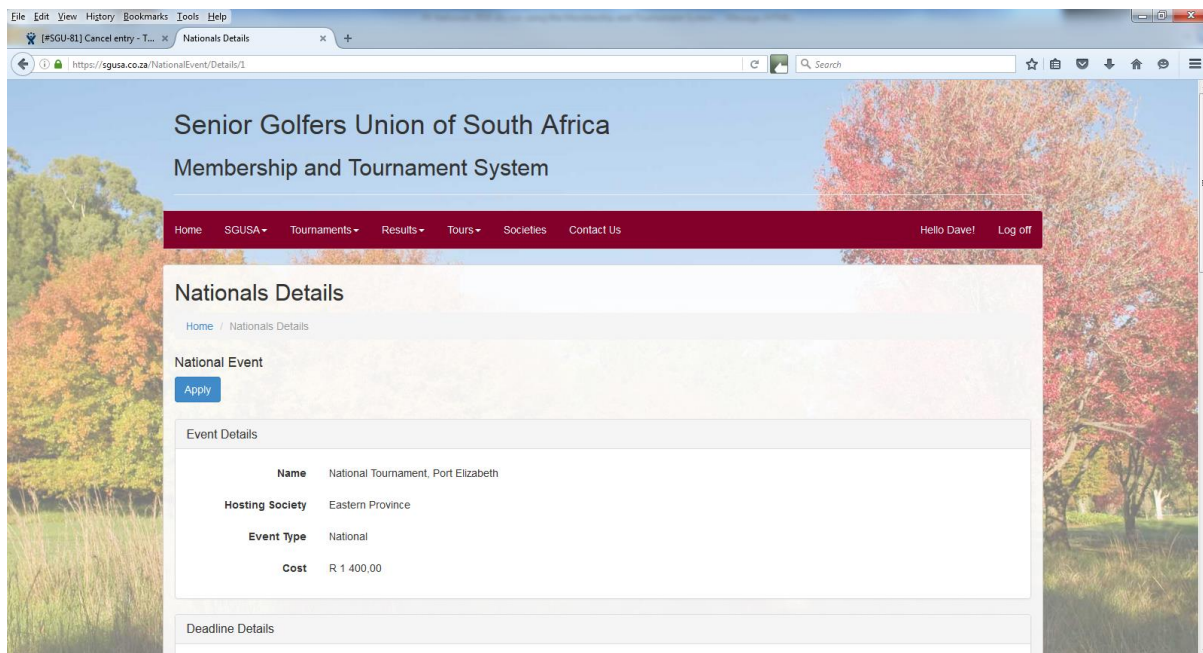 File Edit View History Bookmarks Tools Help
[#SGU-81] Cancel entry - T... × Nationals Details × +
https://sgusa.co.za/NationalEvent/Details/1 Search
Senior Golfers Union of South Africa
Membership and Tournament System
Home SGUSA Tournaments Results Tours Societies Contact Us Hello Dave! Log off
Nationals Details
Home / Nationals Details
National Event
Apply
Event Details
Name National Tournament, Port Elizabeth
Hosting Society Eastern Province
Event Type National
Cost R 1 400,00
Deadline Details